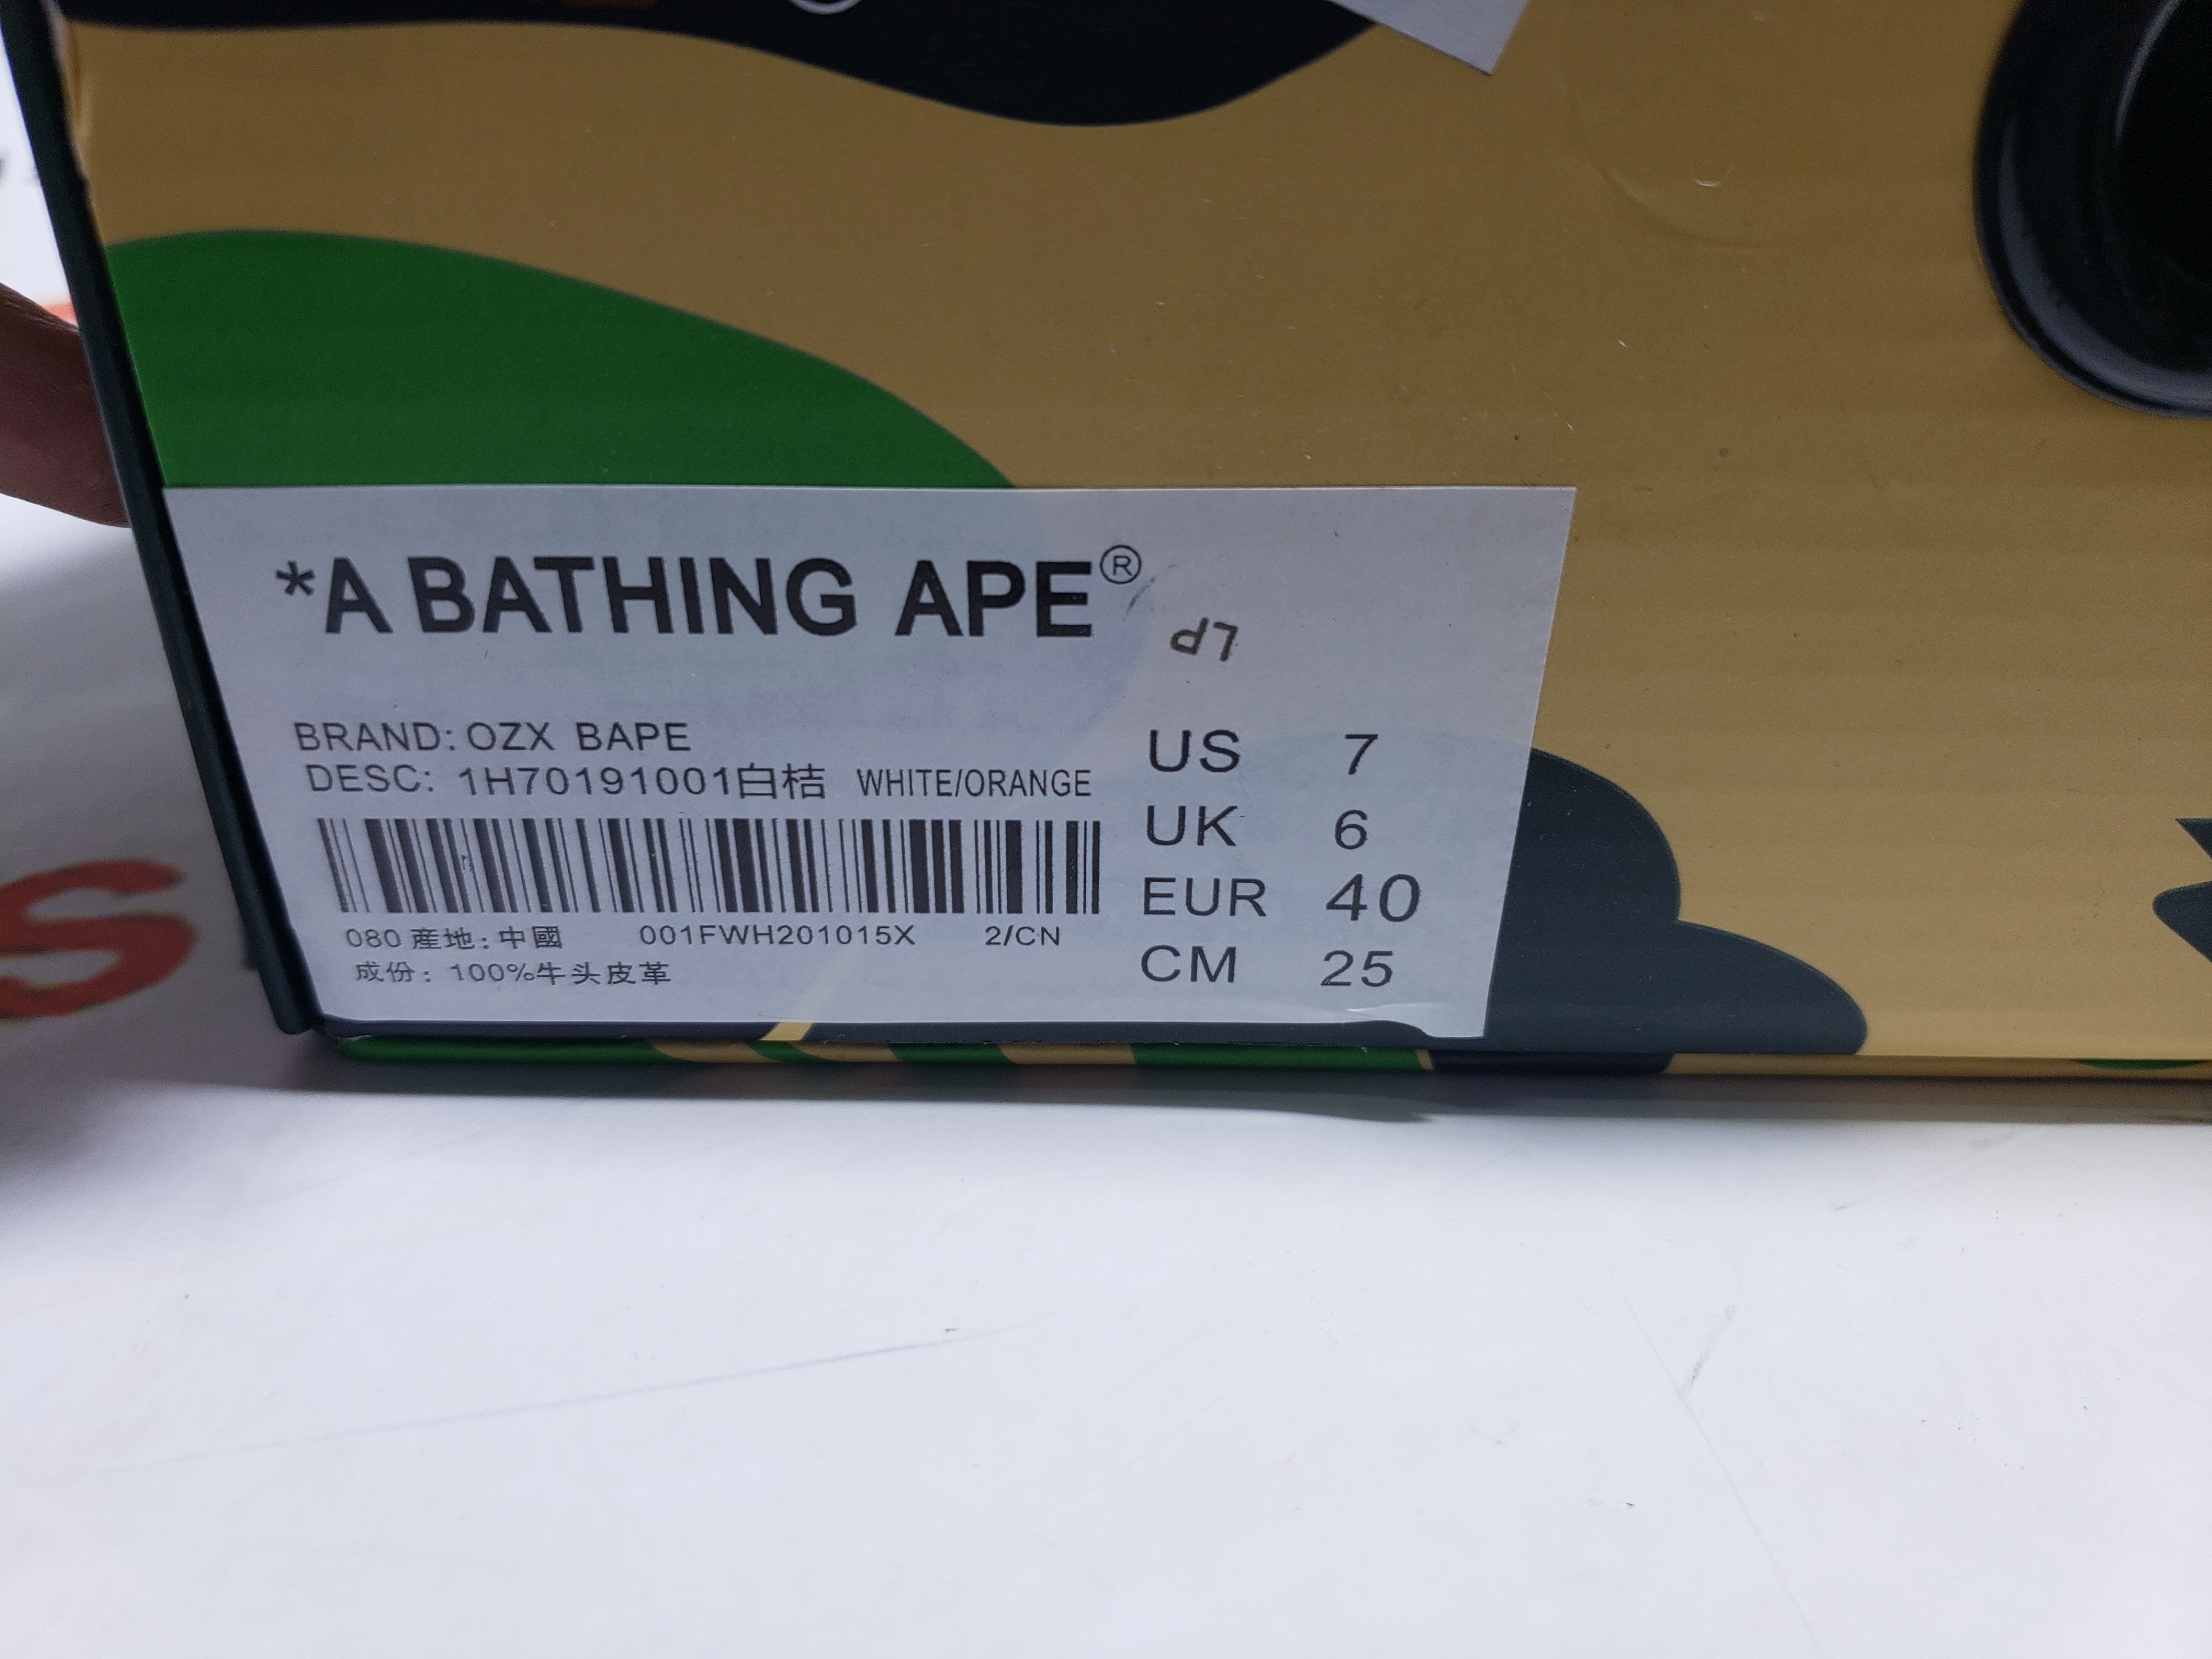 *A BATHING APE®
LP
BRAND: OZX BAPE
DESC: 1H70191001白桔 WHITE/ORANGE
080 産地: 中國 001FWH201015X 2/CN
成份: 100%牛头皮革
US 7
UK 6
EUR 40
CM 25
S